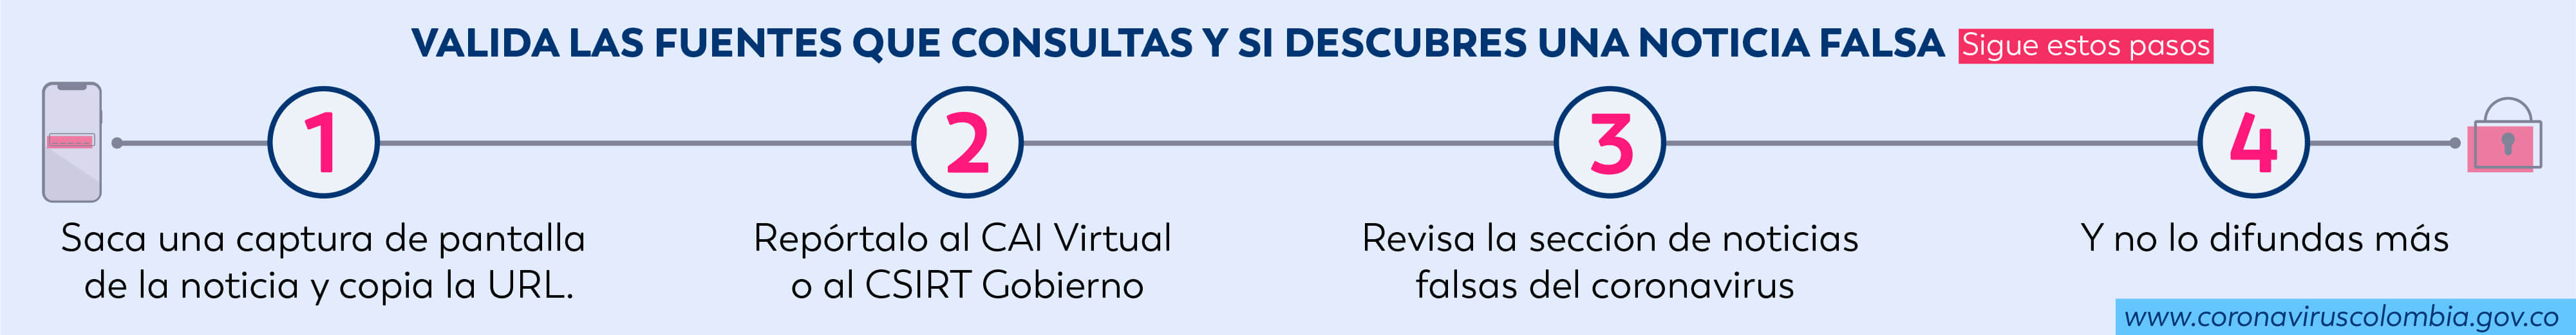 VALIDA LAS FUENTES QUE CONSULTAS Y SI DESCUBRES UNA NOTICIA FALSA Sigue estos pasos
1
Saca una captura de pantalla
de la noticia y copia la URL.
2
Repórtalo al CAI Virtual
o al CSIRT Gobierno
3
Revisa la sección de noticias
falsas del coronavirus
4
Y no lo difundas más
www.coronaviruscolombia.gov.co